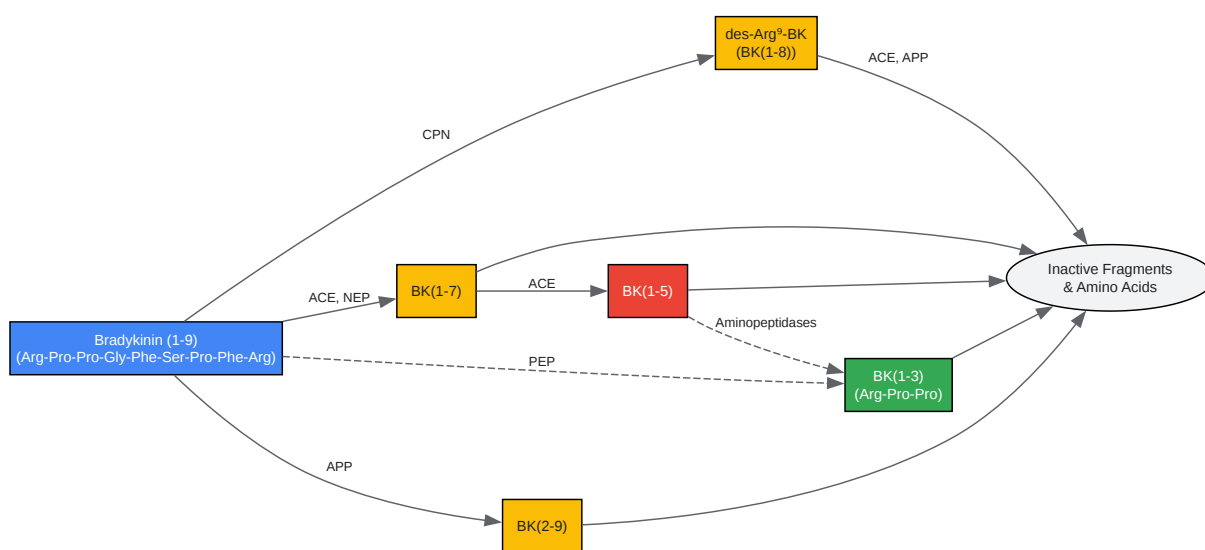 des-Arg⁹-BK
(BK(1-8))
ACE, APP
CPN
Inactive Fragments
& Amino Acids
BK(1-7)
ACE
BK(1-5)
ACE, NEP
Aminopeptidases
Bradykinin (1-9)
(Arg-Pro-Pro-Gly-Phe-Ser-Pro-Phe-Arg)
PEP
BK(1-3)
(Arg-Pro-Pro)
APP
BK(2-9)